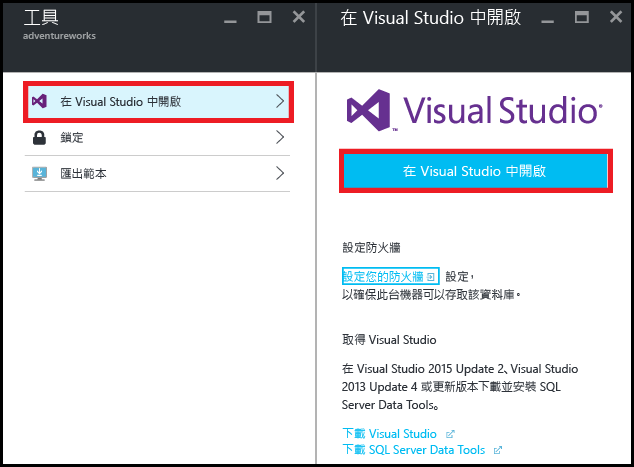 工具
adventureworks
在 Visual Studio 中開啟
鎖定
匯出範本
在 Visual Studio 中開啟
Visual Studio
在 Visual Studio 中開啟
設定防火牆
設定您的防火牆 設定，
以確保此台機器可以存取該資料庫。
取得 Visual Studio
在 Visual Studio 2015 Update 2、Visual Studio
2013 Update 4 或更新版本下載並安裝 SQL
Server Data Tools。
下載 Visual Studio
下載 SQL Server Data Tools